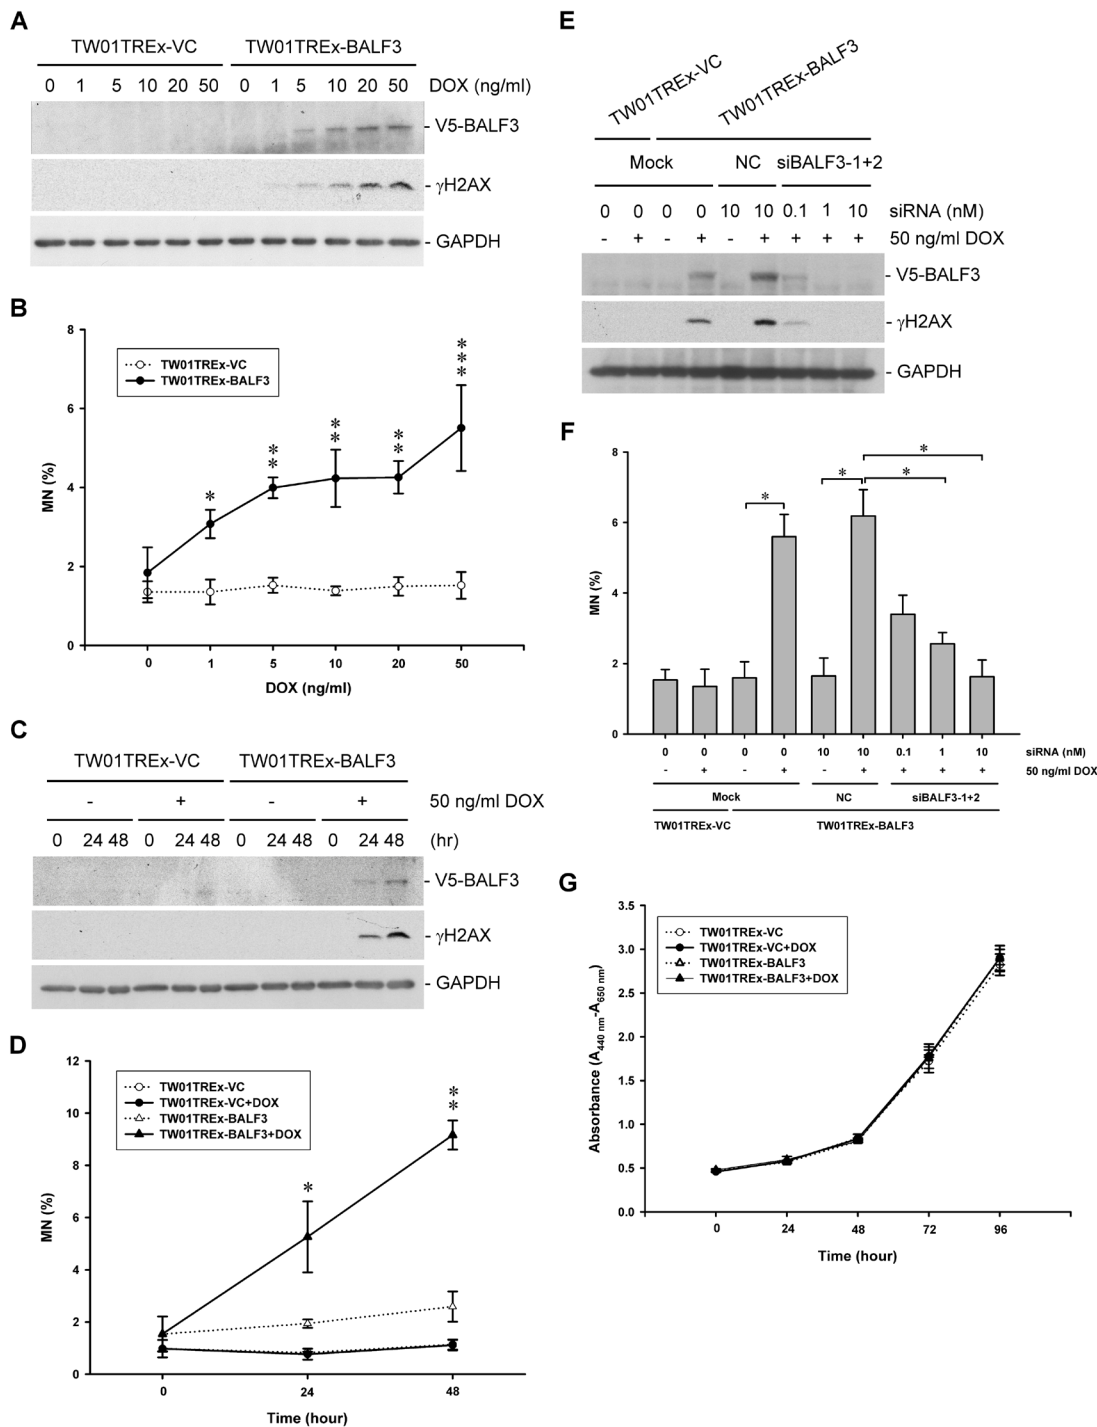 A
TW01TREx-VC TW01TREx-BALF3
0 1 5 10 20 50 0 1 5 10 20 50 DOX (ng/ml)
- V5-BALF3
- γH2AX
- GAPDH
B
8
6
4
2
0
MN (%)
TW01TREx-VC
TW01TREx-BALF3
*
**
**
**
***
0 1 5 10 20 50
DOX (ng/ml)
C
TW01TREx-VC TW01TREx-BALF3
- + - + 50 ng/ml DOX
0 24 48 0 24 48 0 24 48 0 24 48 (hr)
- V5-BALF3
- γH2AX
- GAPDH
D
12
10
8
6
4
2
0
MN (%)
TW01TREx-VC
TW01TREx-VC+DOX
TW01TREx-BALF3
TW01TREx-BALF3+DOX
*
**
0 24 48
Time (hour)
E
TW01TREx-VC TW01TREx-BALF3
Mock NC siBALF3-1+2
0 0 0 0 10 10 0.1 1 10 siRNA (nM)
- + - + - + + + + 50 ng/ml DOX
- V5-BALF3
- γH2AX
- GAPDH
F
8
6
4
2
0
MN (%)
*
*
*
*
0 0 0 0 10 10 0.1 1 10 siRNA (nM)
- + - + - + + + + 50 ng/ml DOX
Mock NC siBALF3-1+2
TW01TREx-VC TW01TREx-BALF3
G
3.5
3.0
2.5
2.0
1.5
1.0
0.5
0.0
Absorbance (A440 nm-A650 nm)
TW01TREx-VC
TW01TREx-VC+DOX
TW01TREx-BALF3
TW01TREx-BALF3+DOX
0 24 48 72 96
Time (hour)